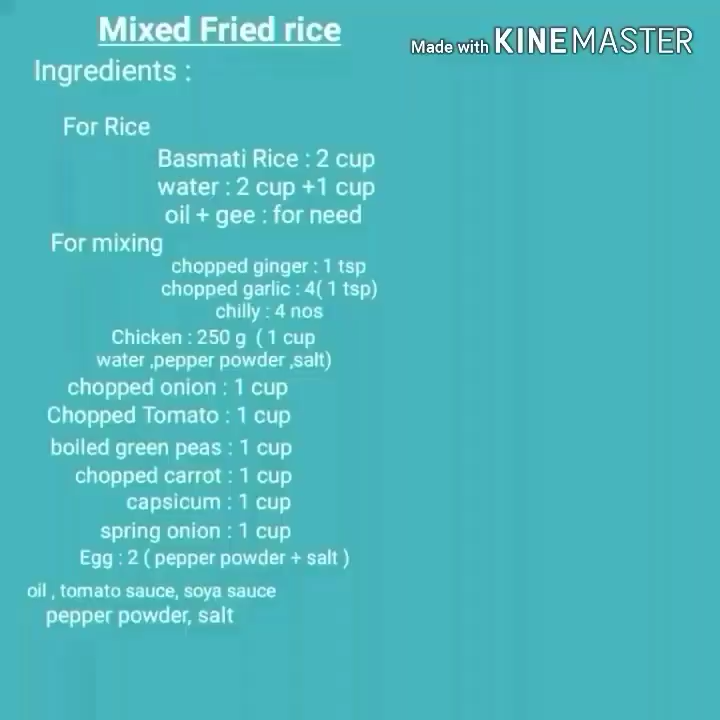 Mixed Fried rice
Made with KINEMASTER
Ingredients :
For Rice
Basmati Rice : 2 cup
water : 2 cup +1 cup
oil + gee : for need
For mixing
chopped ginger : 1 tsp
chopped garlic : 4( 1 tsp)
chilly : 4 nos
Chicken : 250 g ( 1 cup
water ,pepper powder ,salt)
chopped onion : 1 cup
Chopped Tomato : 1 cup
boiled green peas : 1 cup
chopped carrot : 1 cup
capsicum : 1 cup
spring onion : 1 cup
Egg : 2 ( pepper powder + salt )
oil , tomato sauce, soya sauce
pepper powder, salt